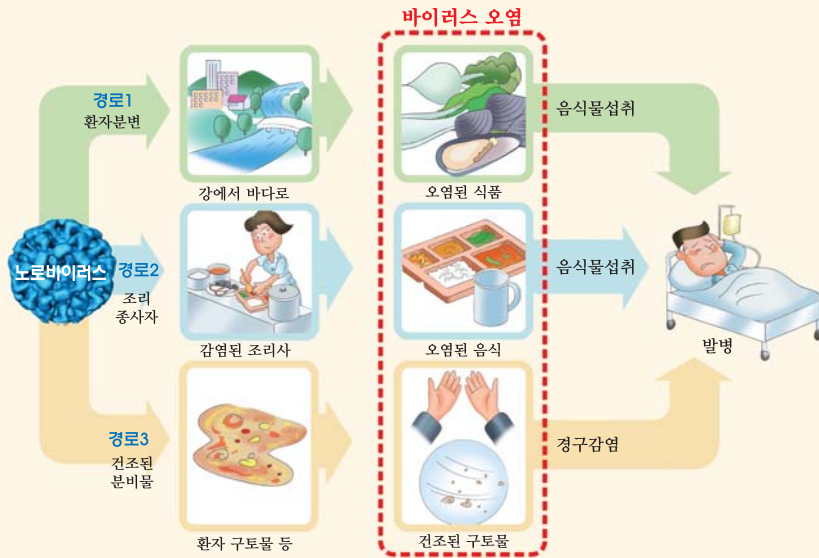 바이러스 오염
경로1
환자분변
강에서 바다로
오염된 식품
음식물섭취
노로바이러스
경로2
조리
종사자
감염된 조리사
오염된 음식
음식물섭취
발병
경로3
건조된
분비물
환자 구토물 등
건조된 구토물
경구감염